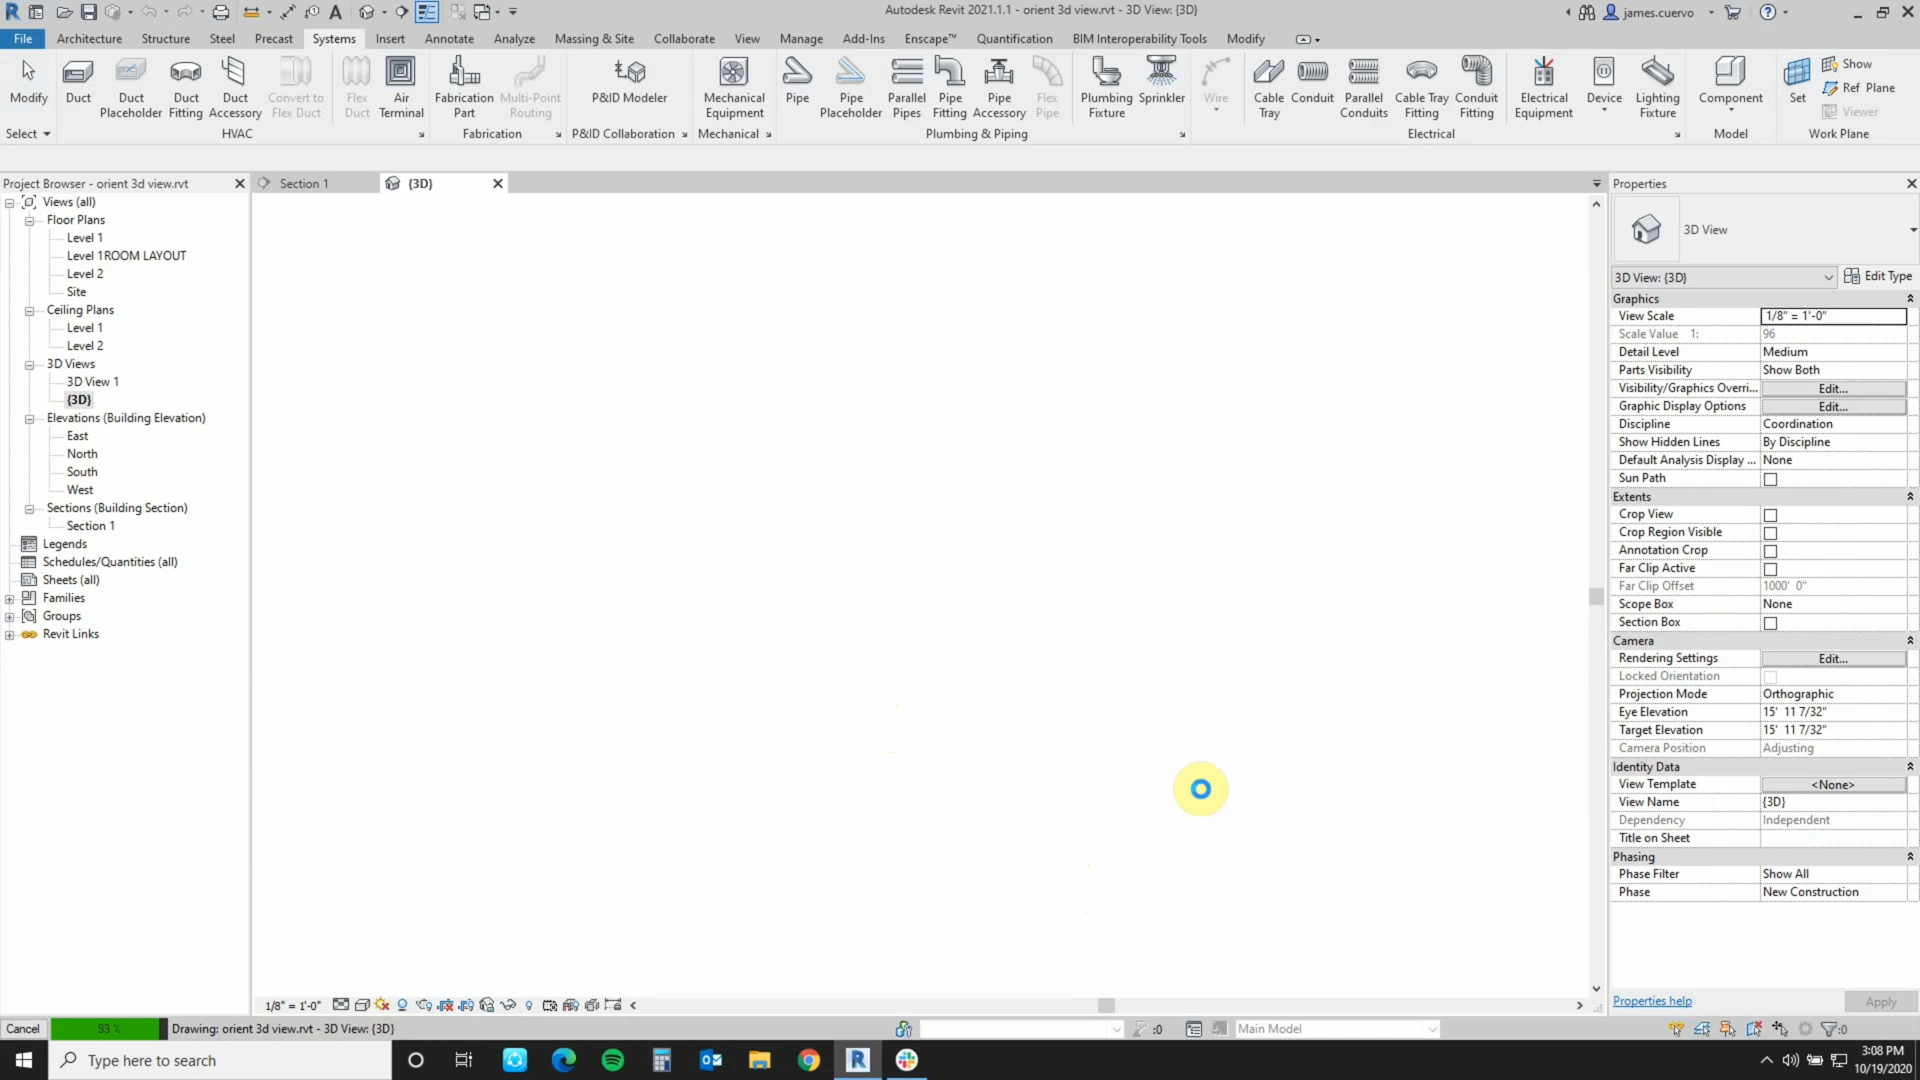 Autodesk Revit 2021.1.1 - orient 3d view.rvt - 3D View: {3D}
james.cuervo
File Architecture Structure Steel Precast Systems Insert Annotate Analyze Massing & Site Collaborate View Manage Add-Ins Enscape™ Quantification BIM Interoperability Tools Modify
Modify
Duct
Duct Placeholder
Duct Fitting
Duct Accessory
Convert to Flex Duct
Flex Duct
Air Terminal
Fabrication Part
Multi-Point Routing
P&ID Modeler
Mechanical Equipment
Pipe
Pipe Placeholder
Parallel Pipes
Pipe Fitting
Pipe Accessory
Flex Pipe
Plumbing Fixture
Sprinkler
Wire
Cable Tray
Conduit
Parallel Conduits
Cable Tray Fitting
Conduit Fitting
Electrical Equipment
Device
Lighting Fixture
Component
Set
Show
Ref Plane
Viewer
Select HVAC Fabrication P&ID Collaboration Mechanical Plumbing & Piping Electrical Model Work Plane
Project Browser - orient 3d view.rvt
Section 1
{3D}
Properties
Views (all)
Floor Plans
Level 1
Level 1ROOM LAYOUT
Level 2
Site
Ceiling Plans
Level 1
Level 2
3D Views
3D View 1
{3D}
Elevations (Building Elevation)
East
North
South
West
Sections (Building Section)
Section 1
Legends
Schedules/Quantities (all)
Sheets (all)
Families
Groups
Revit Links
3D View
3D View: {3D} Edit Type
Graphics
View Scale 1/8" = 1'-0"
Scale Value 1: 96
Detail Level Medium
Parts Visibility Show Both
Visibility/Graphics Overri... Edit...
Graphic Display Options Edit...
Discipline Coordination
Show Hidden Lines By Discipline
Default Analysis Display ... None
Sun Path
Extents
Crop View
Crop Region Visible
Annotation Crop
Far Clip Active
Far Clip Offset 1000' 0"
Scope Box None
Section Box
Camera
Rendering Settings Edit...
Locked Orientation
Projection Mode Orthographic
Eye Elevation 15' 11 7/32"
Target Elevation 15' 11 7/32"
Camera Position Adjusting
Identity Data
View Template <None>
View Name {3D}
Dependency Independent
Title on Sheet
Phasing
Phase Filter Show All
Phase New Construction
Properties help Apply
1/8" = 1'-0"
Cancel 93 % Drawing: orient 3d view.rvt - 3D View: {3D} :0 Main Model :0
Type here to search
3:08 PM
10/19/2020